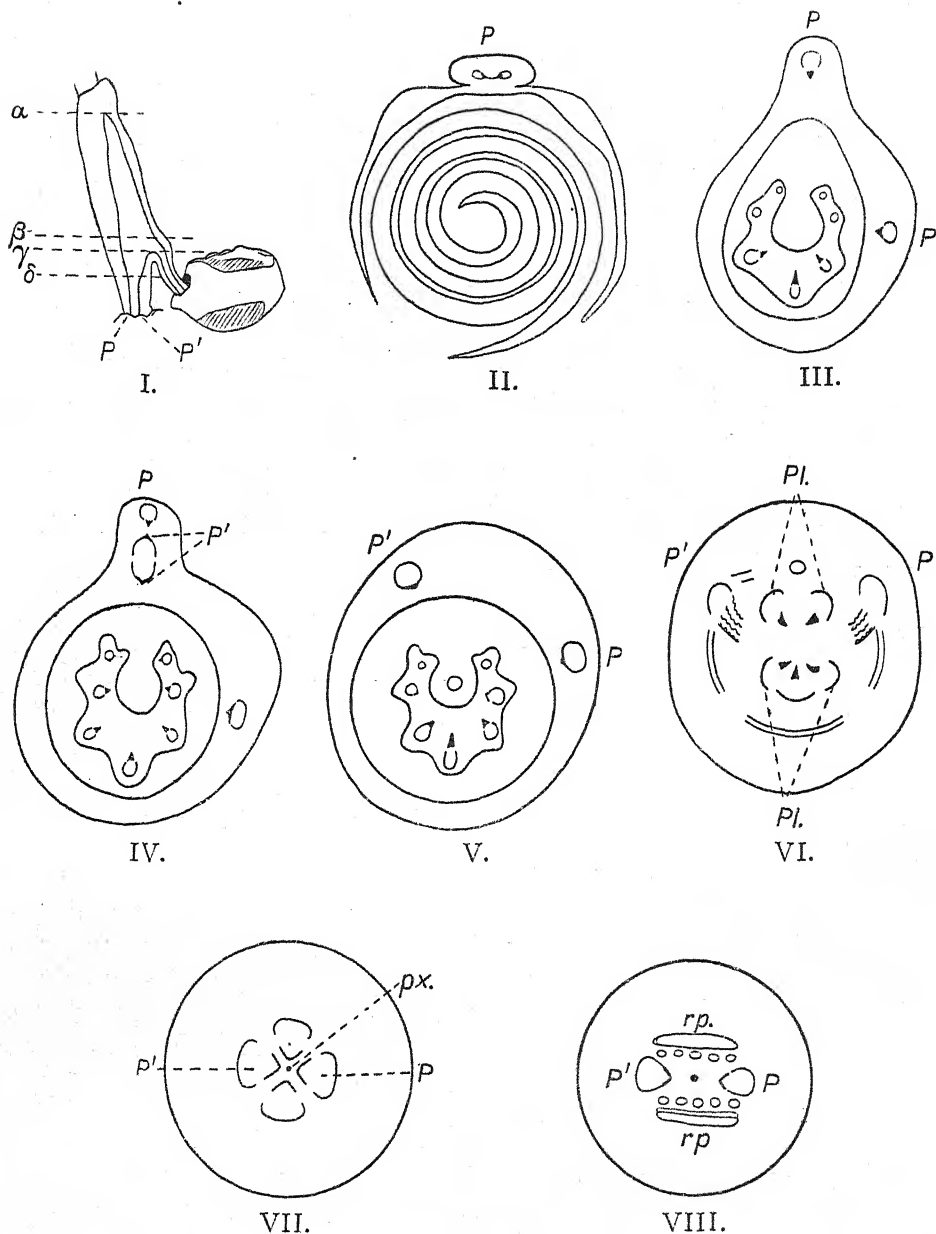 α
β
γ
δ
P P'
I.
P
II.
P
P
III.
P
P'
P
IV.
P'
P
V.
Pl.
P'
P
Pl.
VI.
px.
P'
P
VII.
rp.
P' P
rp
VIII.